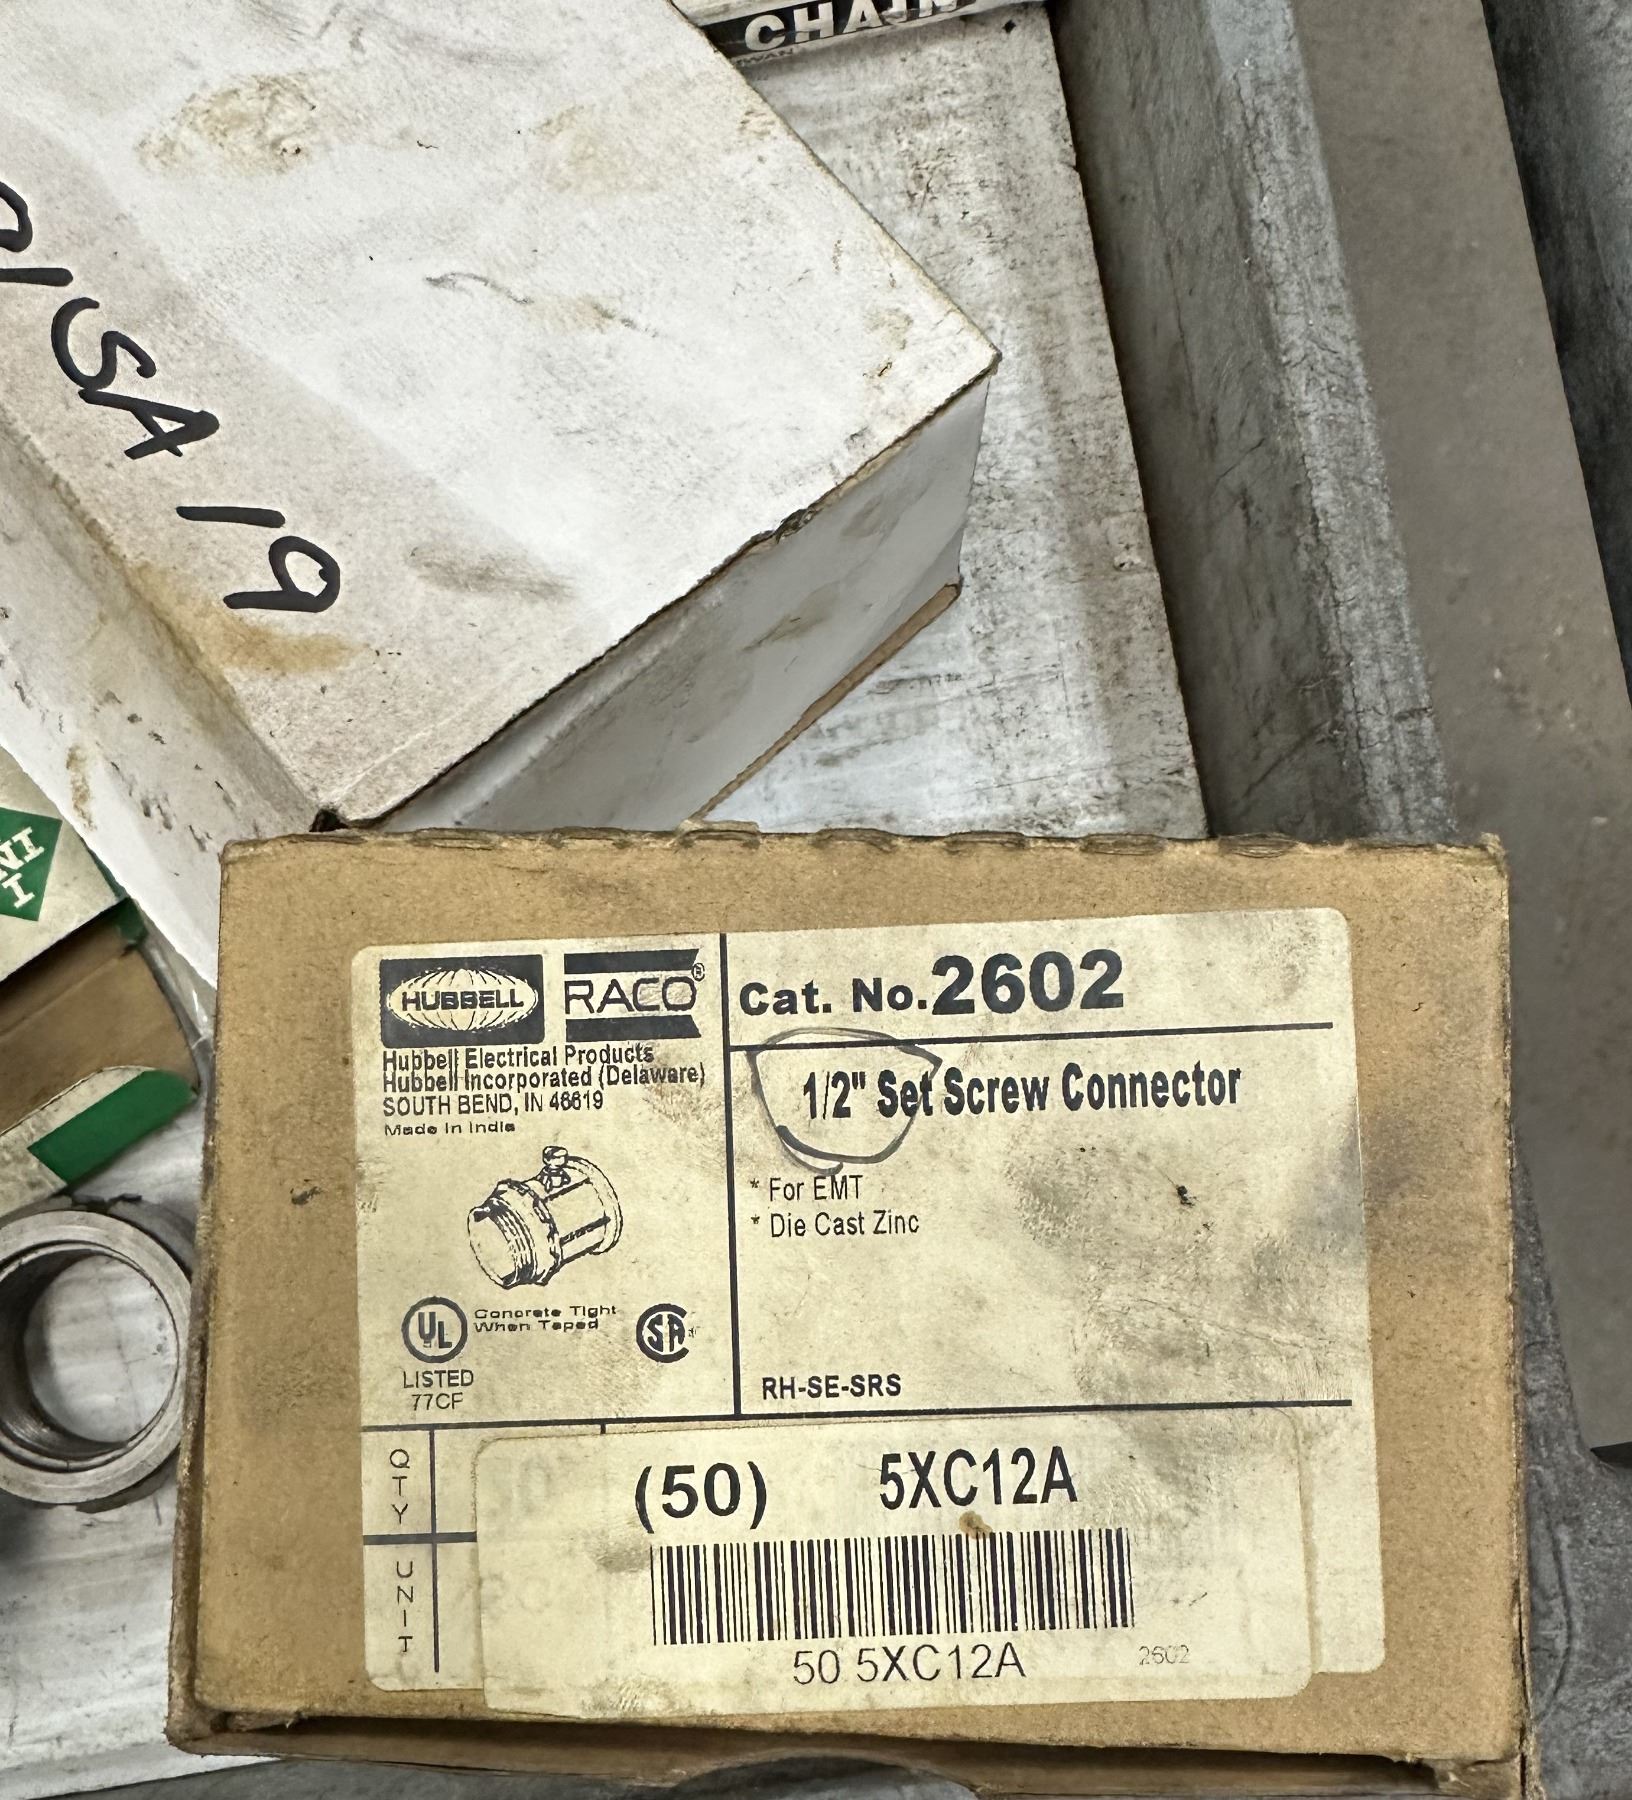 CHAIN
SA 19
HUBBELL
RACO®
Hubbell Electrical Products
Hubbell Incorporated (Delaware)
SOUTH BEND, IN 46619
Made In India
UL
LISTED
77CF
Concrete Tight
When Taped
SA
Cat. No. 2602
1/2" Set Screw Connector
* For EMT
* Die Cast Zinc
RH-SE-SRS
QTY
UNIT
(50) 5XC12A
50 5XC12A
2602